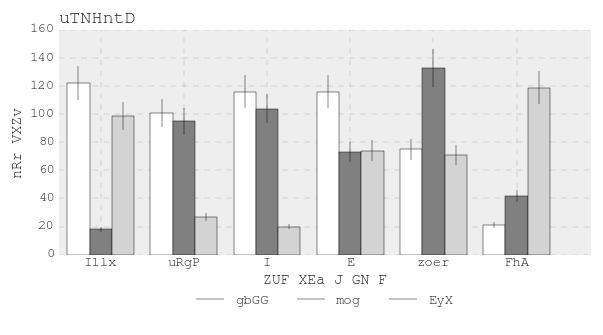 uTNHntD
160
140
120
100
80
60
40
20
0
nRr VXZv
Illx uRgP I E zoer FhA
ZUF XEa J GN F
gbGG mog EyX